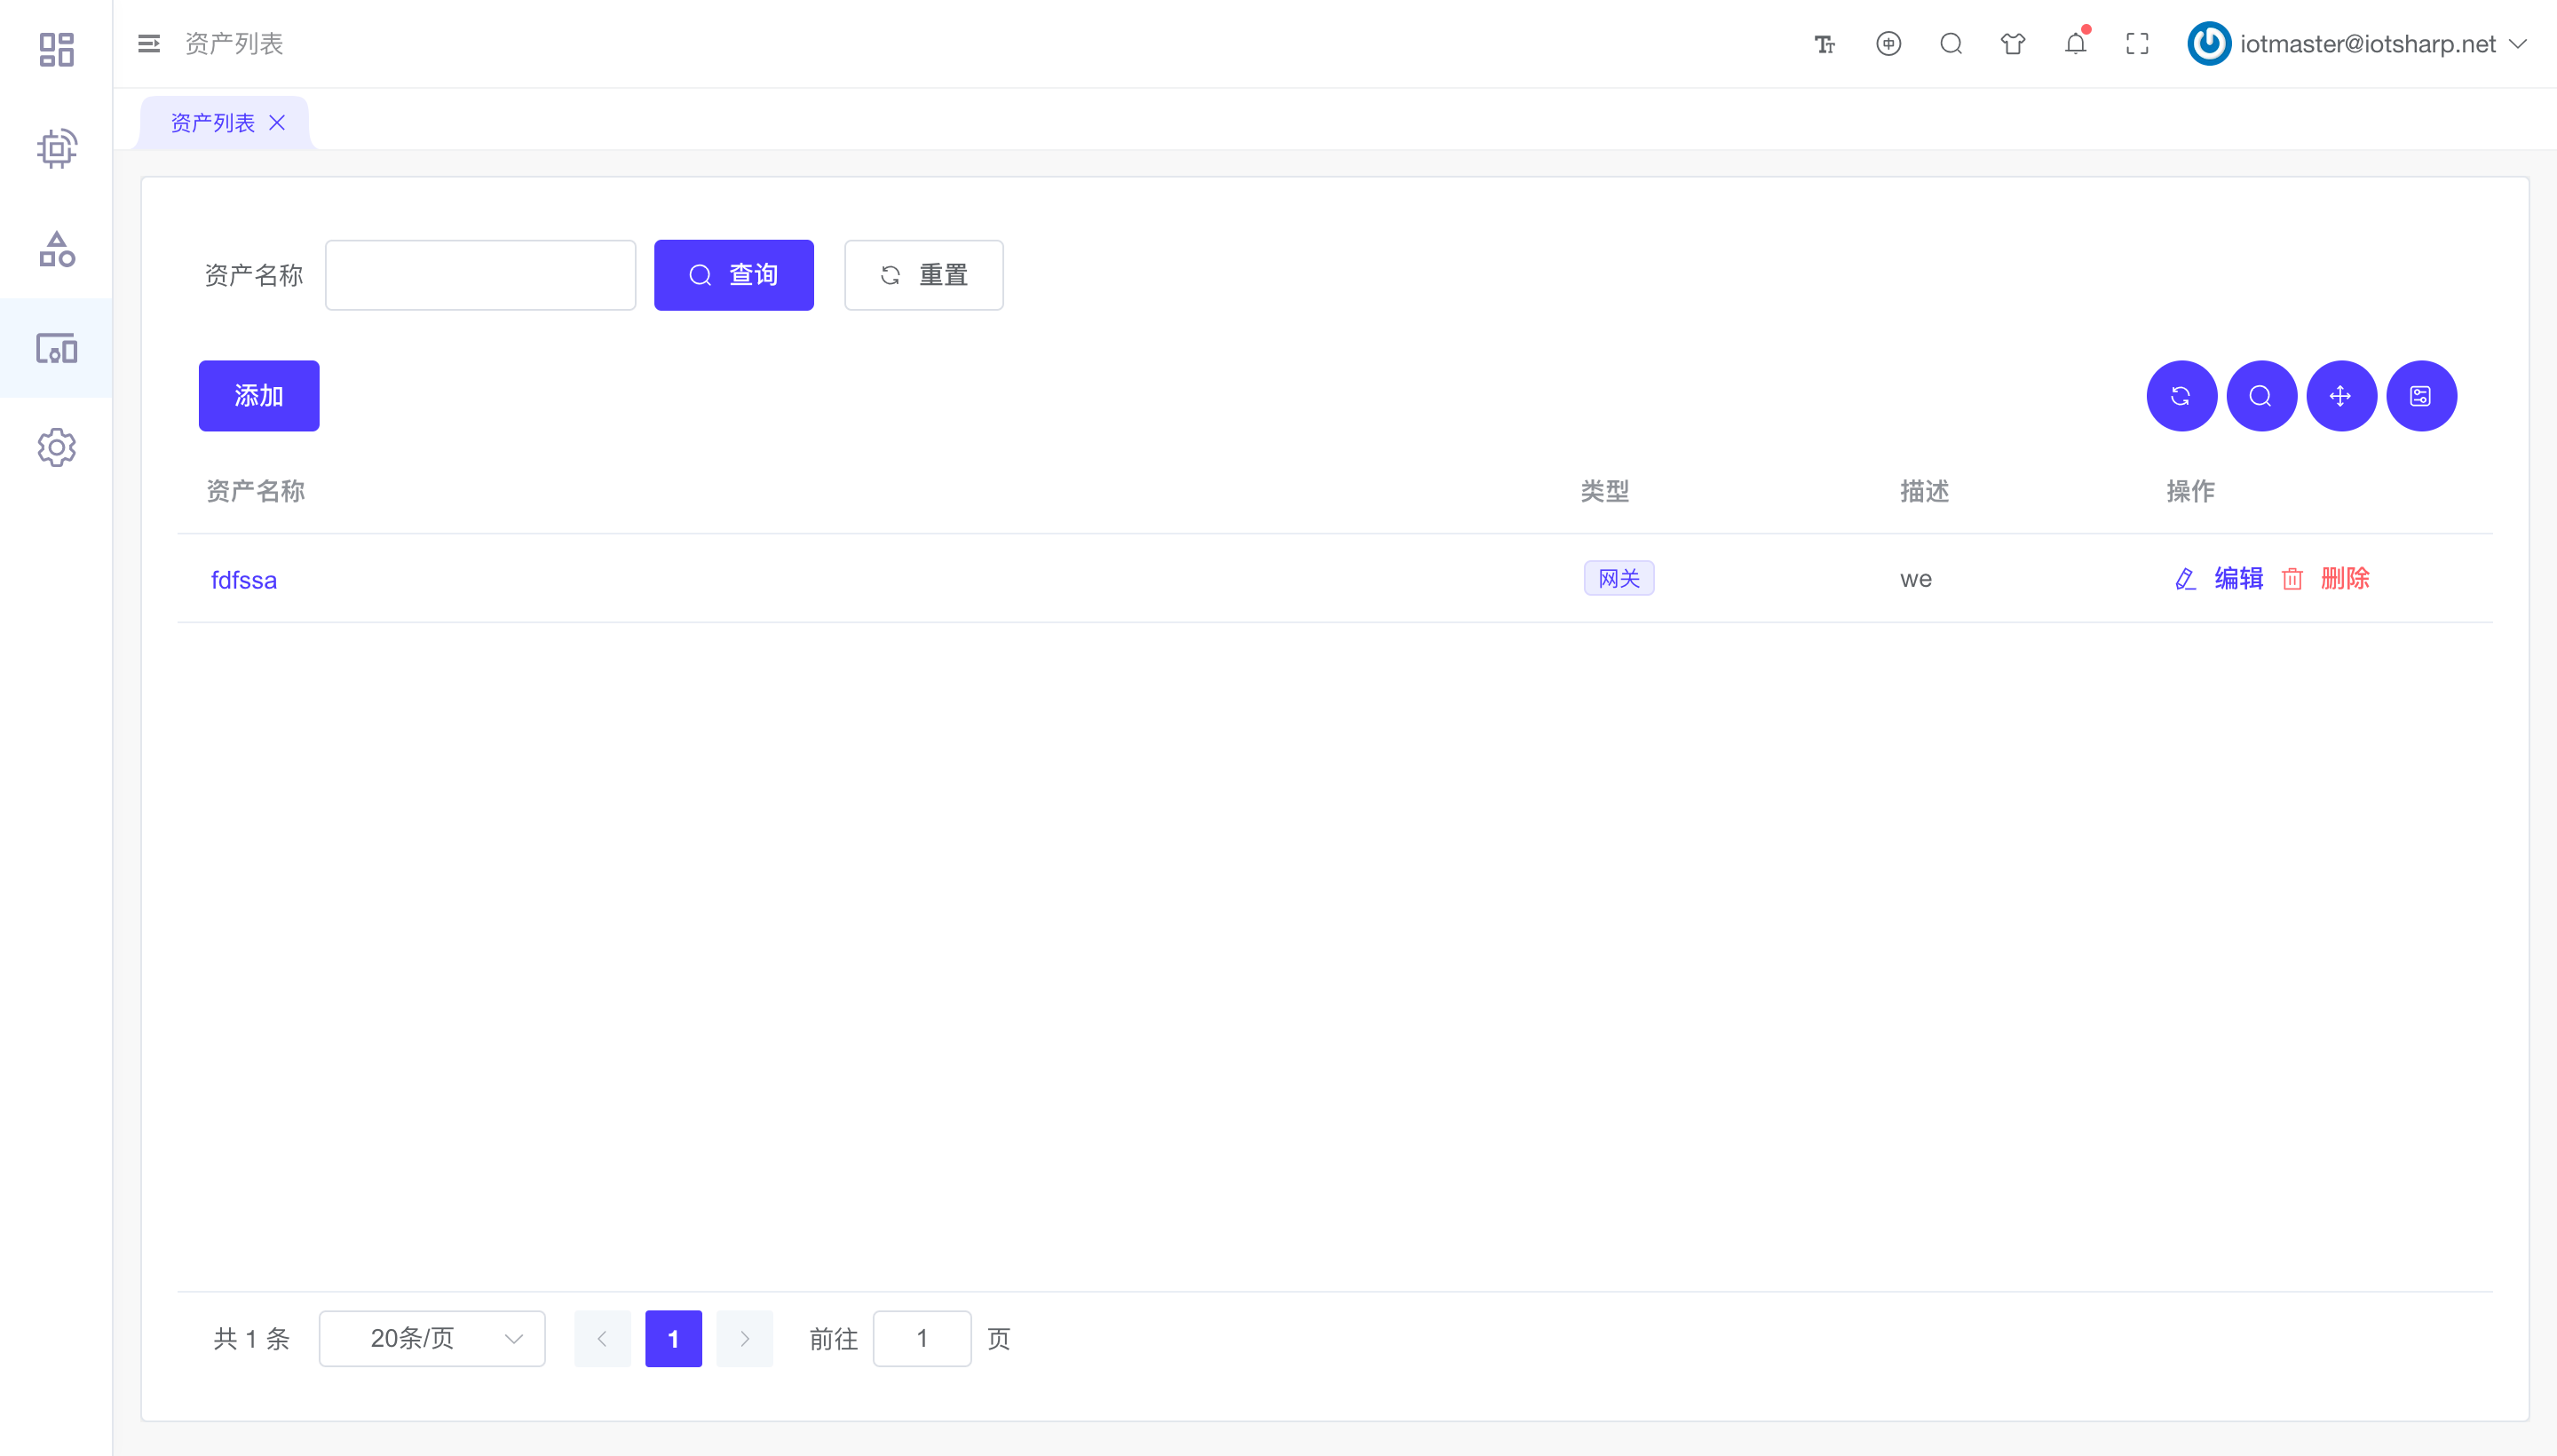 资产列表
iotmaster@iotsharp.net
资产列表
资产名称
查询
重置
添加
资产名称 类型 描述 操作
fdfssa 网关 we 编辑 删除
共 1 条 20条/页 1 前往 1 页